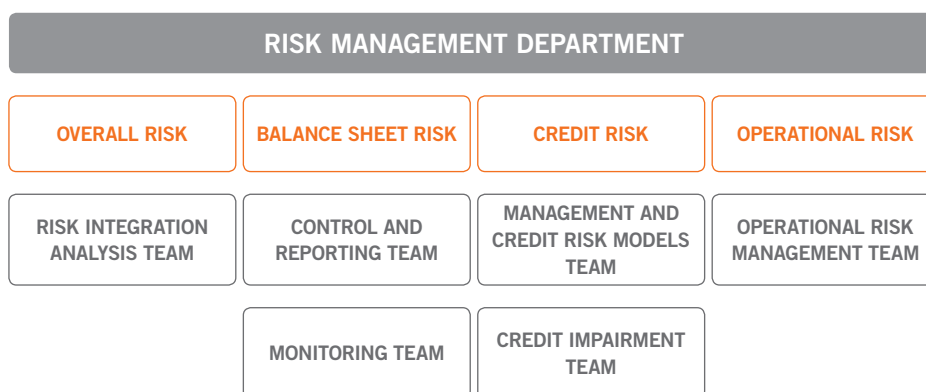 RISK MANAGEMENT DEPARTMENT
OVERALL RISK
BALANCE SHEET RISK
CREDIT RISK
OPERATIONAL RISK
RISK INTEGRATION
ANALYSIS TEAM
CONTROL AND
REPORTING TEAM
MANAGEMENT AND
CREDIT RISK MODELS
TEAM
OPERATIONAL RISK
MANAGEMENT TEAM
MONITORING TEAM
CREDIT IMPAIRMENT
TEAM